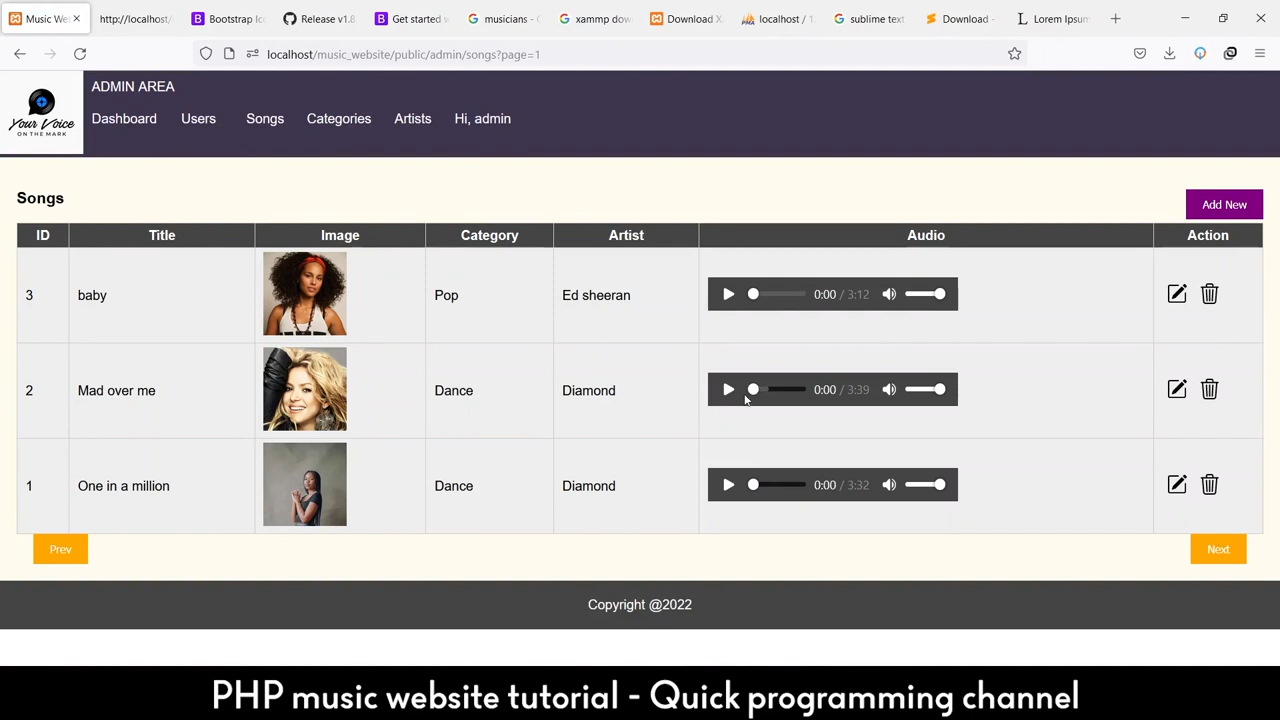 Music We
http://localhost/
Bootstrap Ic
Release v1.8
Get started w
musicians - G
xammp dow
Download X
localhost / 1
sublime text
Download -
Lorem Ipsum
localhost/music_website/public/admin/songs?page=1
Your Voice
ON THE MARK
ADMIN AREA
Dashboard Users Songs Categories Artists Hi, admin
Songs
Add New
ID Title Image Category Artist Audio Action
3 baby Pop Ed sheeran 0:00 / 3:12
2 Mad over me Dance Diamond 0:00 / 3:39
1 One in a million Dance Diamond 0:00 / 3:32
Prev Next
Copyright @2022
PHP music website tutorial - Quick programming channel